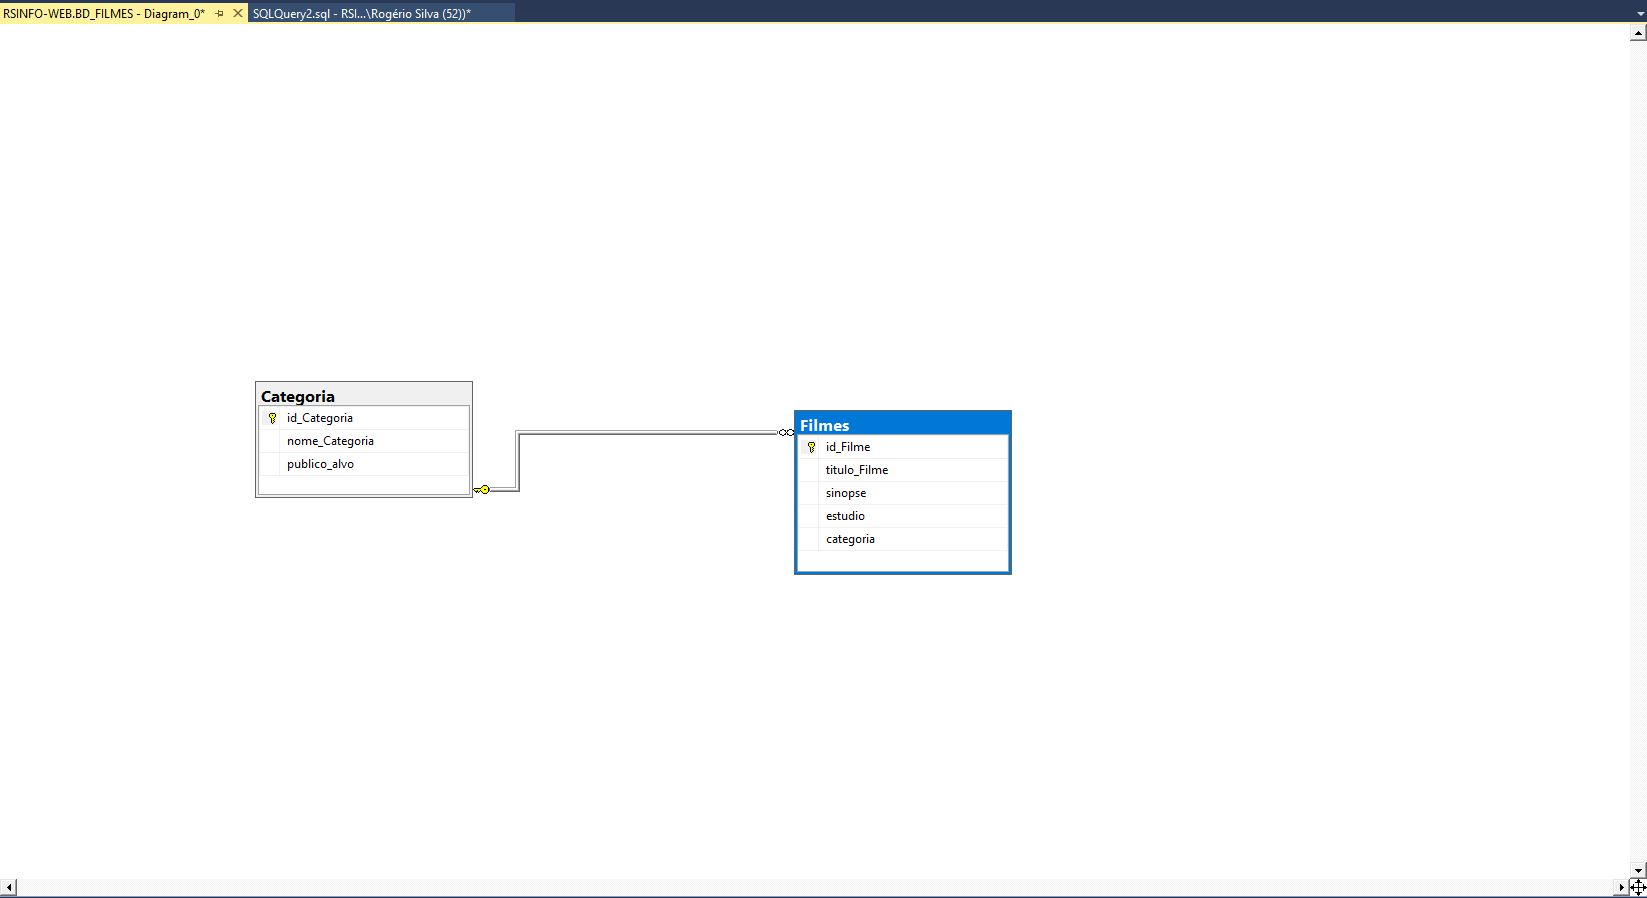 RSINFO-WEB.BD_FILMES - Diagram_0*
SQLQuery2.sql - RSI...\Rogério Silva (52))*
Categoria
id_Categoria
nome_Categoria
publico_alvo
Filmes
id_Filme
titulo_Filme
sinopse
estudio
categoria